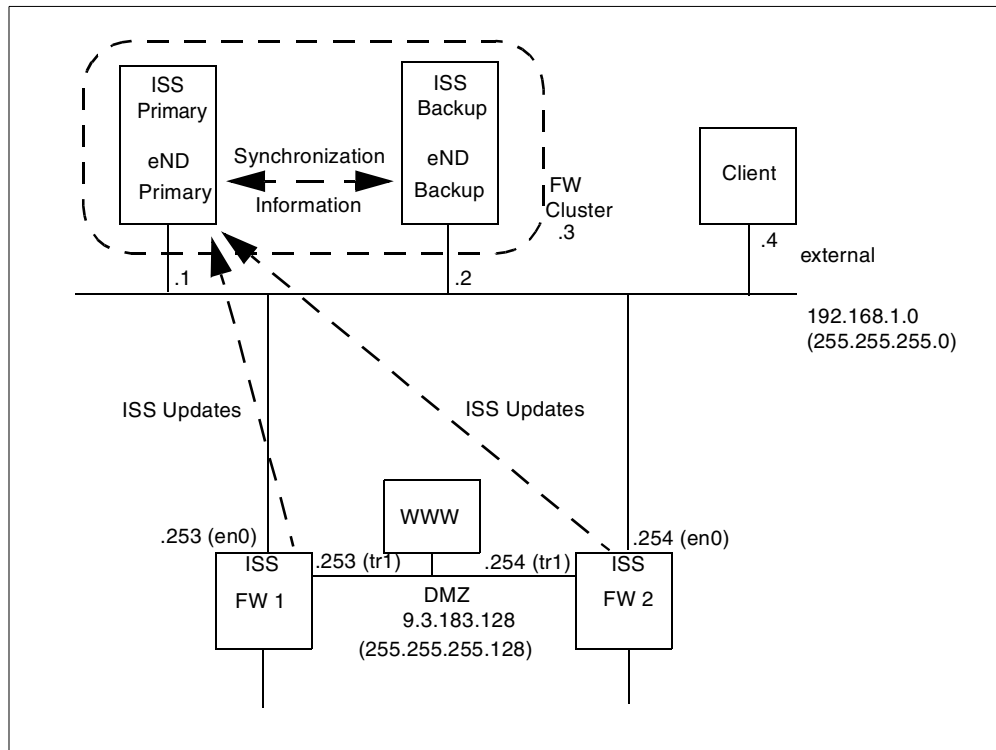 ISS
Primary
eND
Primary
Synchronization
Information
ISS
Backup
eND
Backup
FW
Cluster
.3
Client
.4
external
.1
.2
192.168.1.0
(255.255.255.0)
ISS Updates
ISS Updates
WWW
.253 (en0)
.253 (tr1)
.254 (tr1)
.254 (en0)
ISS
FW 1
DMZ
9.3.183.128
(255.255.255.128)
ISS
FW 2